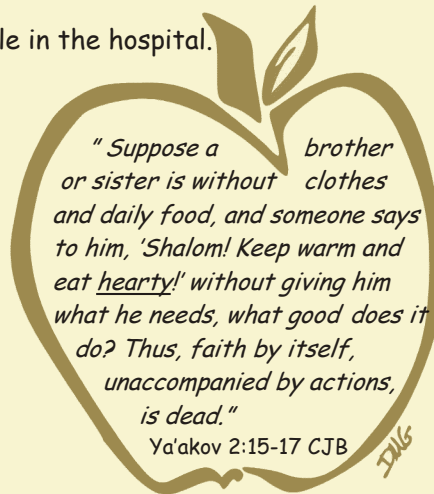 le in the hospital.
" Suppose a brother
or sister is without clothes
and daily food, and someone says
to him, 'Shalom! Keep warm and
eat hearty!' without giving him
what he needs, what good does it
do? Thus, faith by itself,
unaccompanied by actions,
is dead."
Ya'akov 2:15-17 CJB
DMG